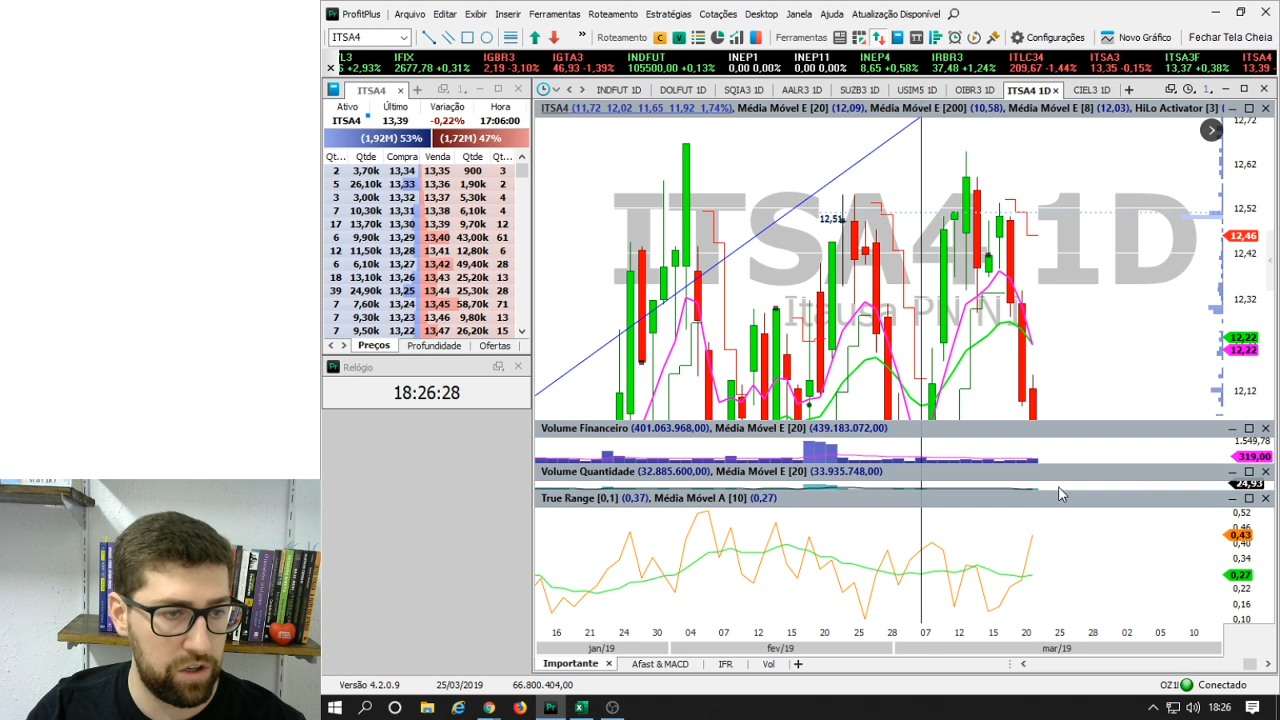 ProfitPlus Arquivo Editar Exibir Inserir Ferramentas Roteamento Estratégias Cotações Desktop Janela Ajuda Atualização Disponível
ITSA4 Roteamento Ferramentas Configurações Novo Gráfico Fechar Tela Cheia
IFIX IGBR3 IGTA3 INDFUT INEP1 INEP11 INEP4 IRBR3 ITLC34 ITSA3 ITSA3F ITSA4
+2,93% 2677,78 +0,31% 2,19 -3,10% 46,93 -1,39% 105500,00 +0,13% 0,00 0,00% 0,00 0,00% 8,65 +0,58% 37,48 +1,24% 209,67 -1,44% 13,35 -0,15% 13,37 +0,38% 13,39
ITSA4
INDFUT 1D DOLFUT 1D SQIA3 1D AALR3 1D SUZB3 1D USIM5 1D OIBR3 1D ITSA4 1D CIEL3 1D
Ativo Último Variação Hora
ITSA4 13,39 -0,22% 17:06:00
(1,92M) 53% (1,72M) 47%
Qt... Qtde Compra Venda Qtde Qt...
2 3,70k 13,34 13,35 900 3
5 26,10k 13,33 13,36 1,90k 2
3 3,00k 13,32 13,37 5,30k 4
7 10,30k 13,31 13,38 6,10k 4
17 13,70k 13,30 13,39 9,70k 12
6 9,90k 13,29 13,40 43,00k 61
12 11,50k 13,28 13,41 12,80k 6
6 6,10k 13,27 13,42 49,40k 28
18 13,10k 13,26 13,43 25,20k 13
39 24,90k 13,25 13,44 25,30k 28
7 7,60k 13,24 13,45 58,70k 71
7 9,30k 13,23 13,46 9,80k 13
7 9,50k 13,22 13,47 26,20k 15
Preços Profundidade Ofertas
Relógio
18:26:28
ITSA4 (11,72 12,02 11,65 11,92 1,74%), Média Móvel E [20] (12,09), Média Móvel E [200] (10,58), Média Móvel E [8] (12,03), HiLo Activator [3] (
ITSA4 1D
Itausa PN N1
12,51
12,72
12,62
12,52
12,46
12,42
12,32
12,22
12,22
12,12
Volume Financeiro (401.063.968,00), Média Móvel E [20] (439.183.072,00)
1.549,78
319,00
Volume Quantidade (32.885.600,00), Média Móvel E [20] (33.935.748,00)
24,93
True Range [0,1] (0,37), Média Móvel A [10] (0,27)
0,52
0,46
0,43
0,40
0,34
0,27
0,22
0,16
0,10
16 21 24 30 04 07 12 15 20 25 28 07 12 15 20 25 28 02 05 10
jan/19 fev/19 mar/19
Importante Afast & MACD IFR Vol
Versão 4.2.0.9 25/03/2019 66.800.404,00 Conectado
18:26